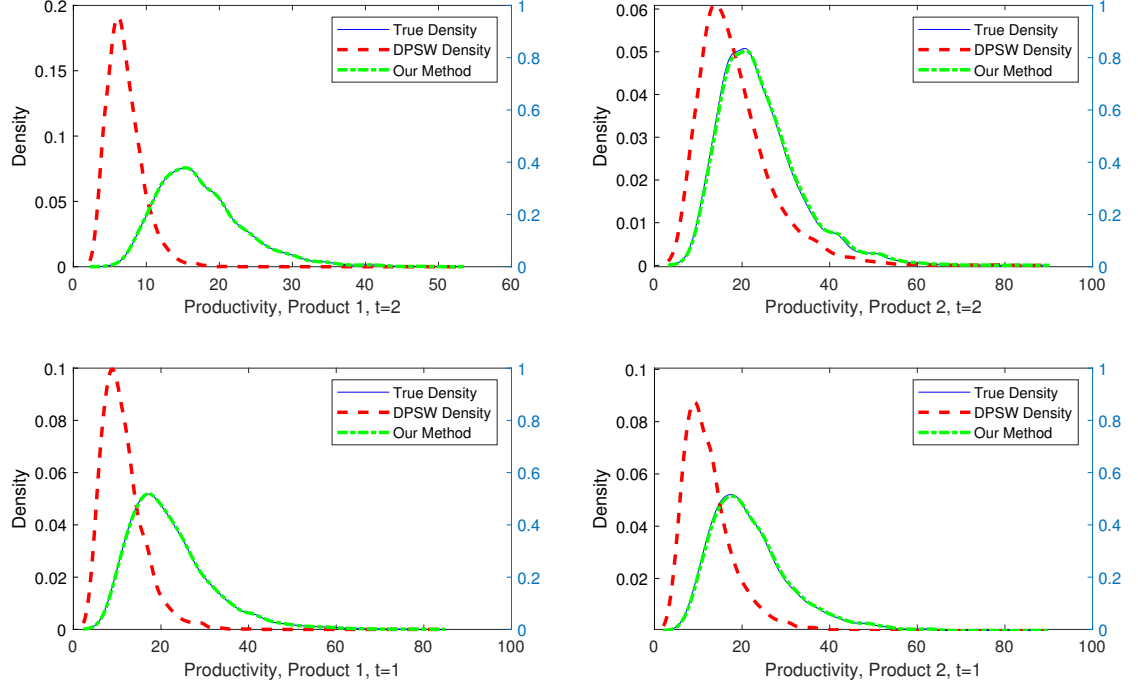 0.20
0.15
0.1
0.05
0
Density
0 10 20 30 40 50 60
Productivity, Product 1, t=2
1
0.8
0.6
0.4
0.2
0
True Density
DPSW Density
Our Method
0.06
0.05
0.04
0.03
0.02
0.01
0
Density
0 20 40 60 80 100
Productivity, Product 2, t=2
1
0.8
0.6
0.4
0.2
0
True Density
DPSW Density
Our Method
0.1
0.08
0.06
0.04
0.02
0
Density
0 20 40 60 80 100
Productivity, Product 1, t=1
1
0.8
0.6
0.4
0.2
0
True Density
DPSW Density
Our Method
0.1
0.08
0.06
0.04
0.02
Density
0 20 40 60 80 100
Productivity, Product 2, t=1
1
0.8
0.6
0.4
0.2
0
True Density
DPSW Density
Our Method